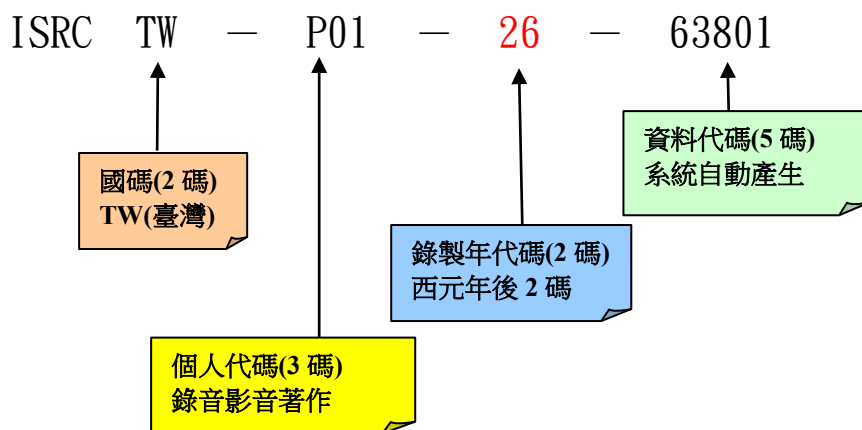 ISRC TW － P01 － 26 － 63801
國碼(2 碼)
TW(臺灣)
資料代碼(5 碼)
系統自動產生
錄製年代碼(2 碼)
西元年後 2 碼
個人代碼(3 碼)
錄音影音著作